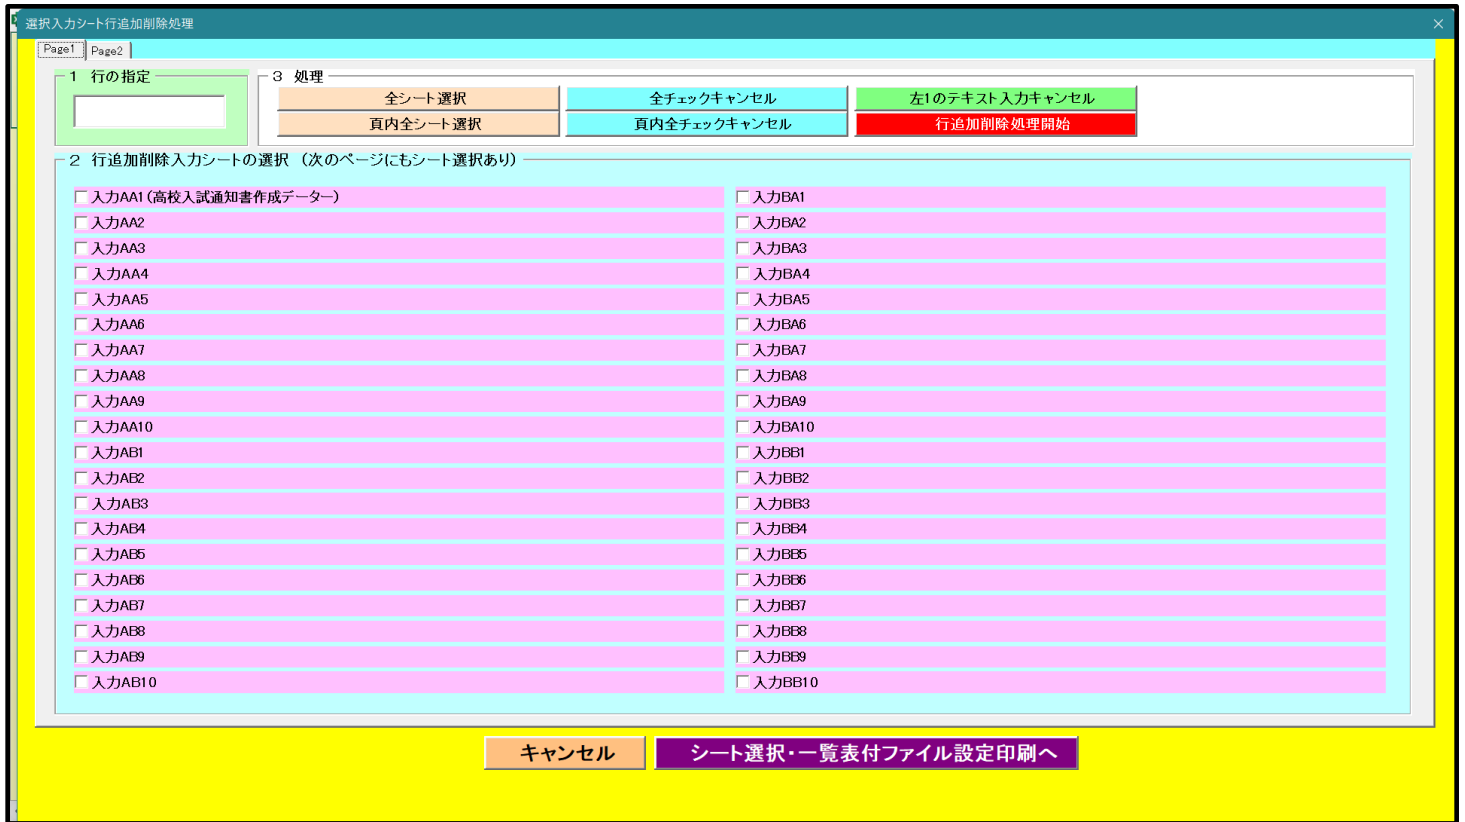 選択入力シート行追加削除処理
Page1 Page2
1 行の指定
3 処理
全シート選択 全チェックキャンセル 左1のテキスト入力キャンセル
頁内全シート選択 頁内全チェックキャンセル 行追加削除処理開始
2 行追加削除入力シートの選択 (次のページにもシート選択あり)
入力AA1(高校入試通知書作成データー) 入力BA1
入力AA2 入力BA2
入力AA3 入力BA3
入力AA4 入力BA4
入力AA5 入力BA5
入力AA6 入力BA6
入力AA7 入力BA7
入力AA8 入力BA8
入力AA9 入力BA9
入力AA10 入力BA10
入力AB1 入力BB1
入力AB2 入力BB2
入力AB3 入力BB3
入力AB4 入力BB4
入力AB5 入力BB5
入力AB6 入力BB6
入力AB7 入力BB7
入力AB8 入力BB8
入力AB9 入力BB9
入力AB10 入力BB10
キャンセル シート選択・一覧表付ファイル設定印刷へ